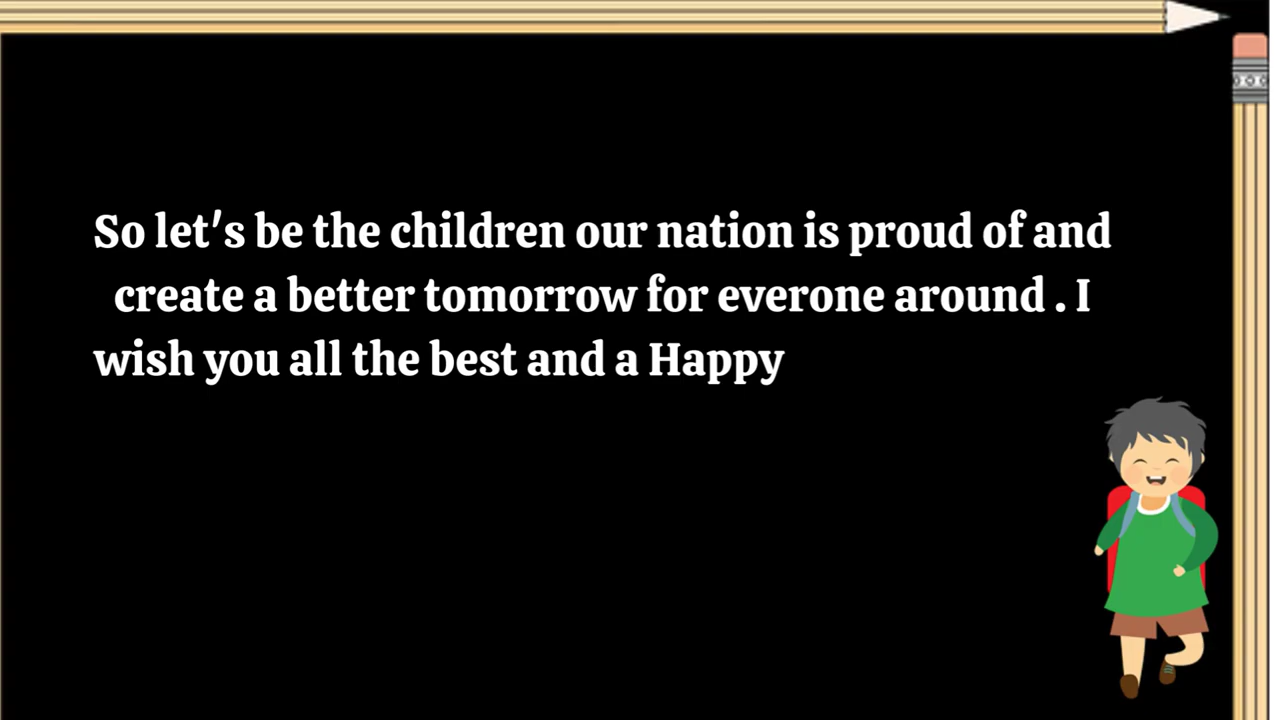 So let's be the children our nation is proud of and
create a better tomorrow for everone around . I
wish you all the best and a Happy